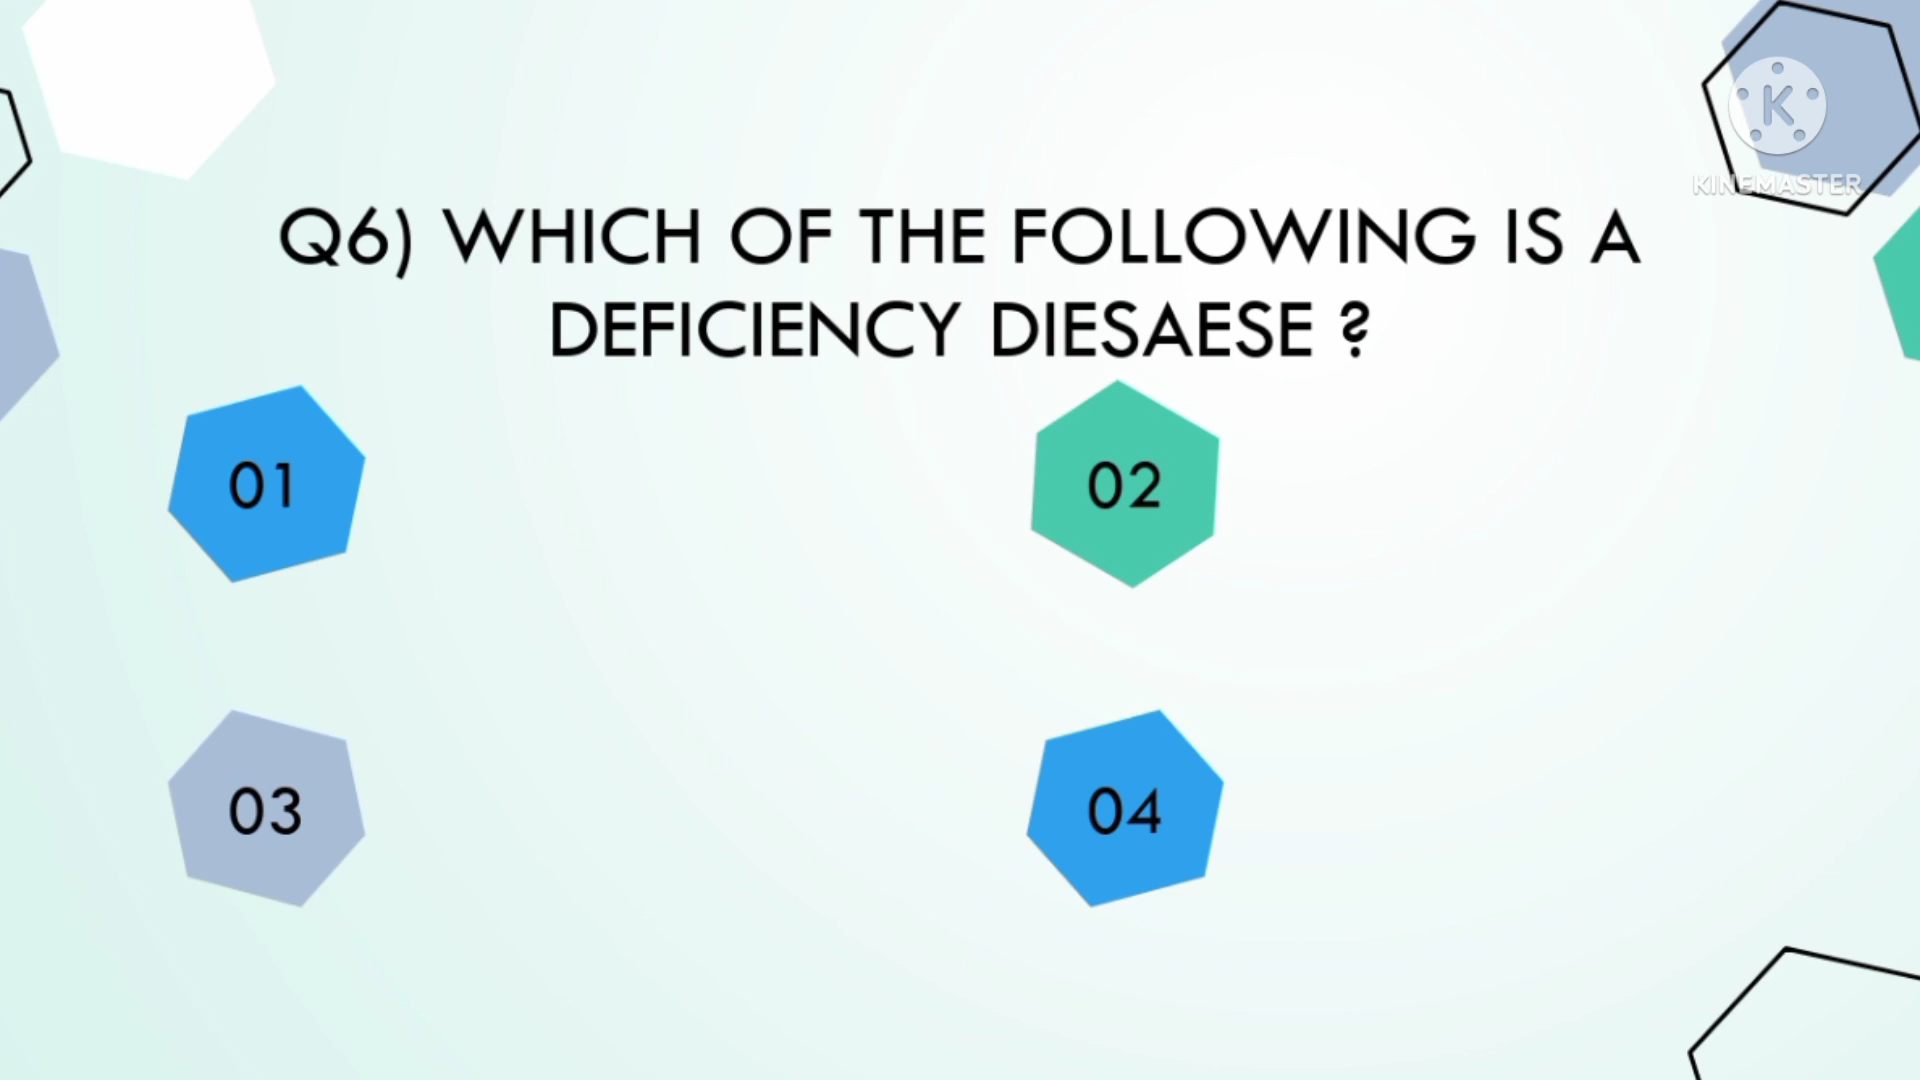 K
KINEMASTER
Q6) WHICH OF THE FOLLOWING IS A
DEFICIENCY DIESAESE ?
01
02
03
04